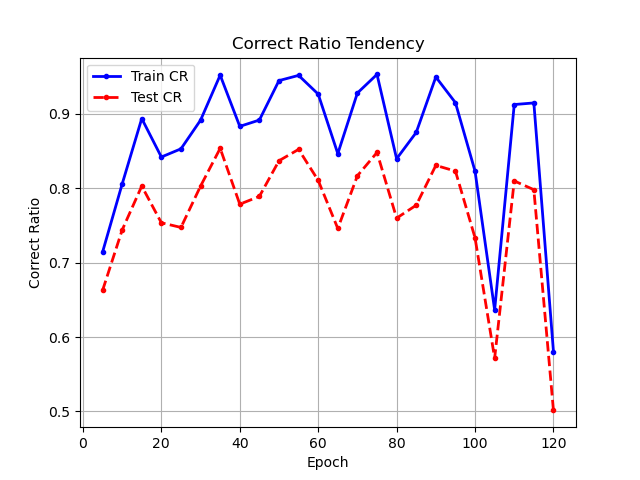 Correct Ratio Tendency
Train CR
Test CR
0.9
0.8
0.7
0.6
0.5
Correct Ratio
0 20 40 60 80 100 120
Epoch